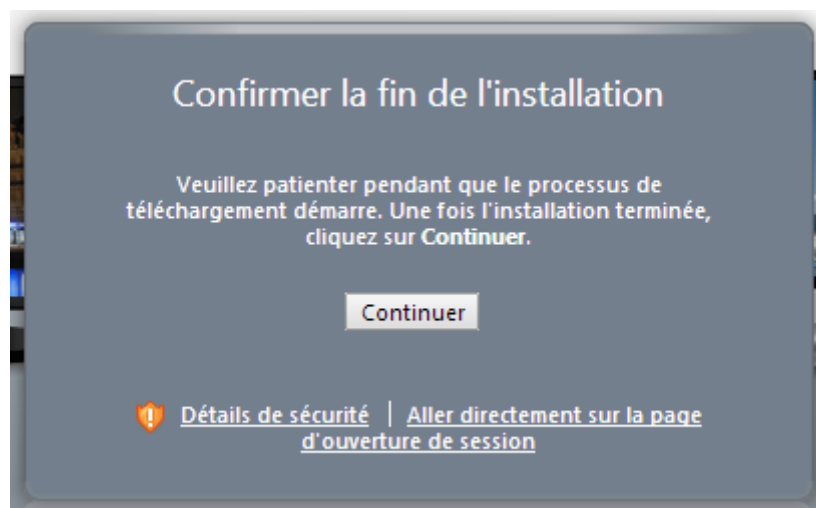 Confirmer la fin de l'installation
Veuillez patienter pendant que le processus de
téléchargement démarre. Une fois l'installation terminée,
cliquez sur Continuer.
Continuer
Détails de sécurité | Aller directement sur la page
d'ouverture de session